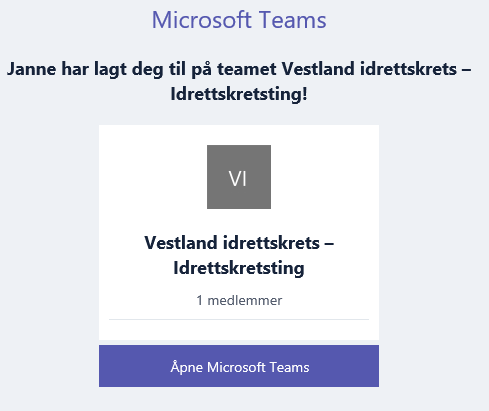 Microsoft Teams
Janne har lagt deg til på teamet Vestland idrettskrets –
Idrettskretsting!
VI
Vestland idrettskrets –
Idrettskretsting
1 medlemmer
Åpne Microsoft Teams